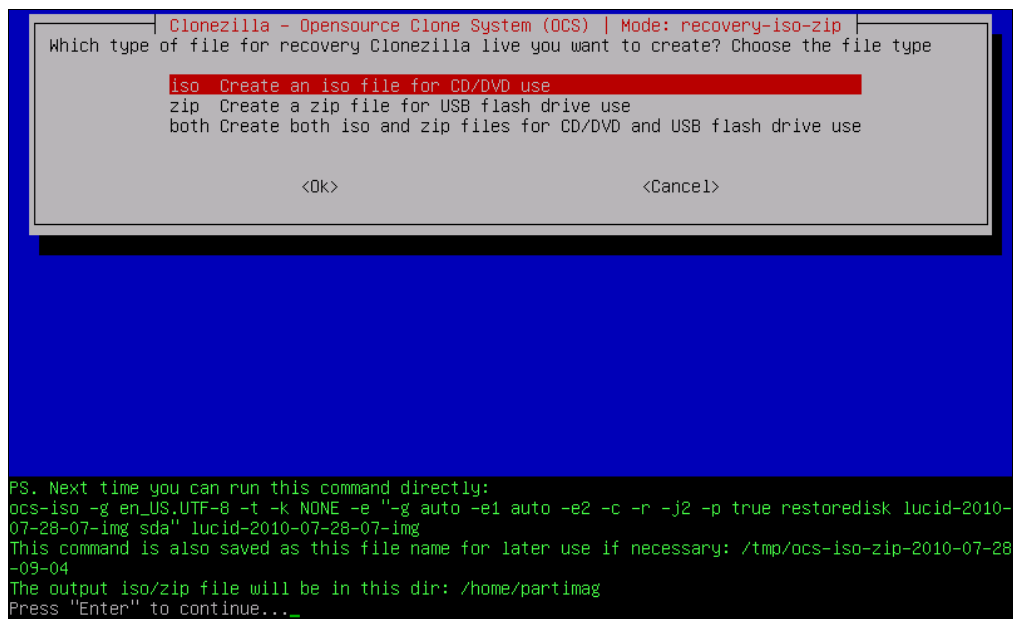 Clonezilla - Opensource Clone System (OCS) | Mode: recovery-iso-zip
Which type of file for recovery Clonezilla live you want to create? Choose the file type
iso Create an iso file for CD/DVD use
zip Create a zip file for USB flash drive use
both Create both iso and zip files for CD/DVD and USB flash drive use
<Ok> <Cancel>
PS. Next time you can run this command directly:
ocs-iso -g en_US.UTF-8 -t -k NONE -e "-g auto -e1 auto -e2 -c -r -j2 -p true restoredisk lucid-2010-
07-28-07-img sda" lucid-2010-07-28-07-img
This command is also saved as this file name for later use if necessary: /tmp/ocs-iso-zip-2010-07-28
-09-04
The output iso/zip file will be in this dir: /home/partimag
Press "Enter" to continue..._